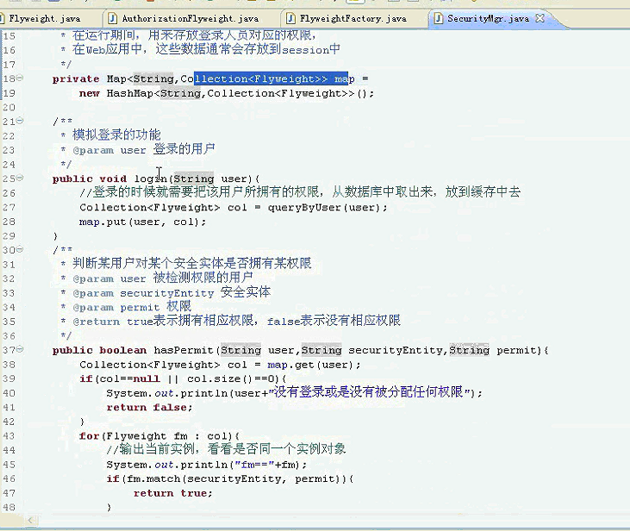 Flyweight.java AuthorizationFlyweight.java FlyweightFactory.java SecurityMgr.java
15 * 在运行期间，用来存放登录人员对应的权限，
16 * 在Web应用中，这些数据通常会存放到session中
17 */
18 private Map<String,Collection<Flyweight>> map =
19 new HashMap<String,Collection<Flyweight>>();
20
21 /**
22 * 模拟登录的功能
23 * @param user 登录的用户
24 */
25 public void login(String user){
26 //登录的时候就需要把该用户所拥有的权限，从数据库中取出来，放到缓存中去
27 Collection<Flyweight> col = queryByUser(user);
28 map.put(user, col);
29 }
30 /**
31 * 判断某用户对某个安全实体是否拥有某权限
32 * @param user 被检测权限的用户
33 * @param securityEntity 安全实体
34 * @param permit 权限
35 * @return true表示拥有相应权限，false表示没有相应权限
36 */
37 public boolean hasPermit(String user,String securityEntity,String permit){
38 Collection<Flyweight> col = map.get(user);
39 if(col==null || col.size()==0){
40 System.out.println(user+"没有登录或是没有被分配任何权限");
41 return false;
42 }
43 for(Flyweight fm : col){
44 //输出当前实例，看看是否同一个实例对象
45 System.out.println("fm=="+fm);
46 if(fm.match(securityEntity, permit)){
47 return true;
48 }